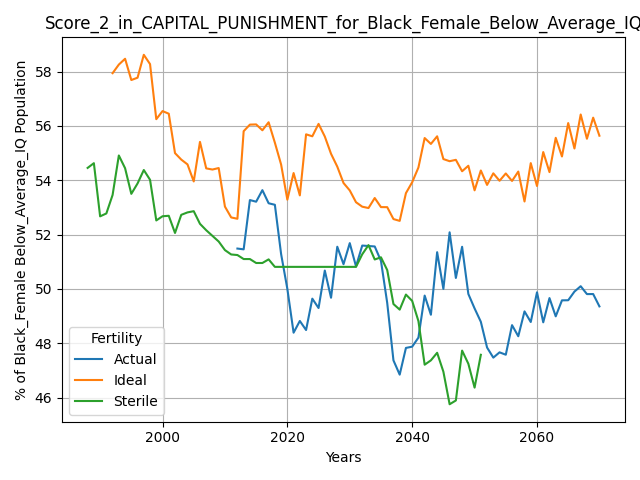 Score_2_in_CAPITAL_PUNISHMENT_for_Black_Female_Below_Average_IQ
% of Black_Female Below_Average_IQ Population
58
56
54
52
50
48
46
Fertility
Actual
Ideal
Sterile
2000 2020 2040 2060
Years